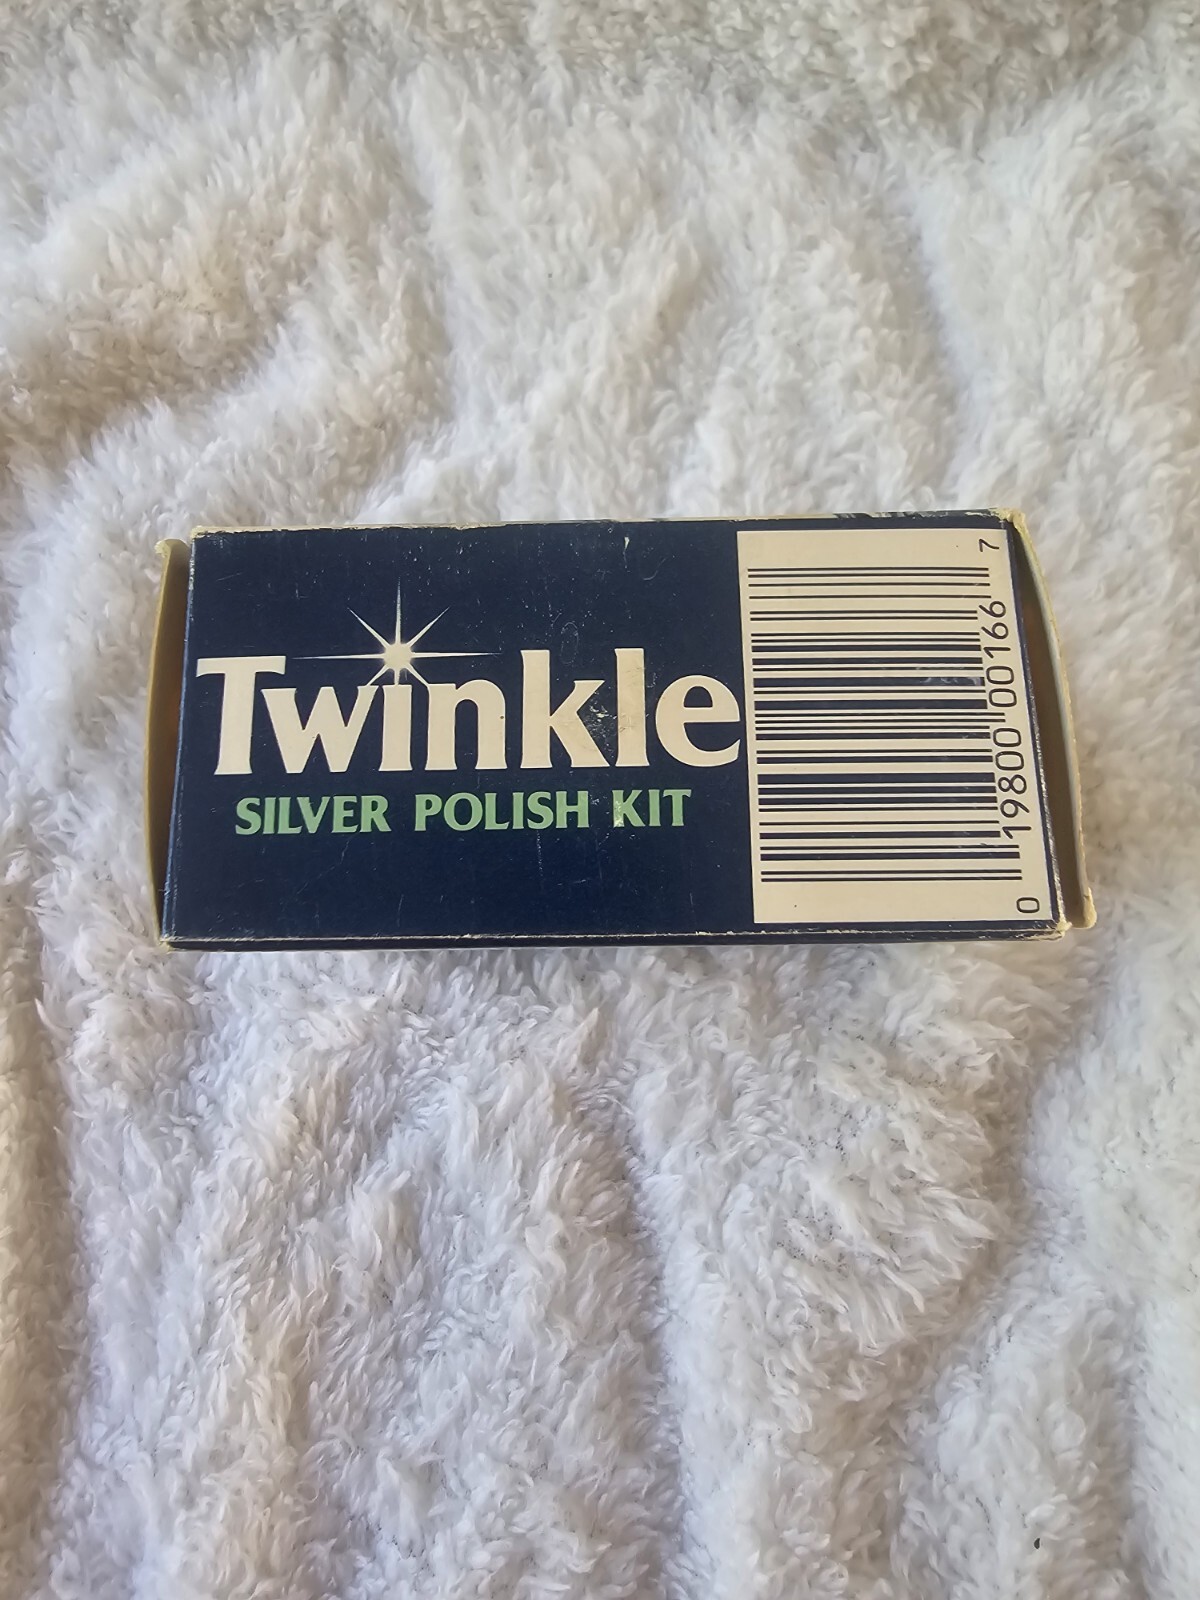 Twinkle
SILVER POLISH KIT
0 19800 00166 7